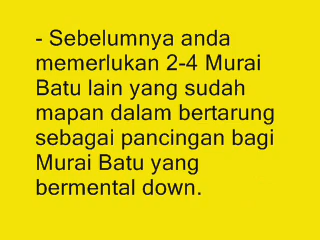 - Sebelumnya anda
memerlukan 2-4 Murai
Batu lain yang sudah
mapan dalam bertarung
sebagai pancingan bagi
Murai Batu yang
bermental down.